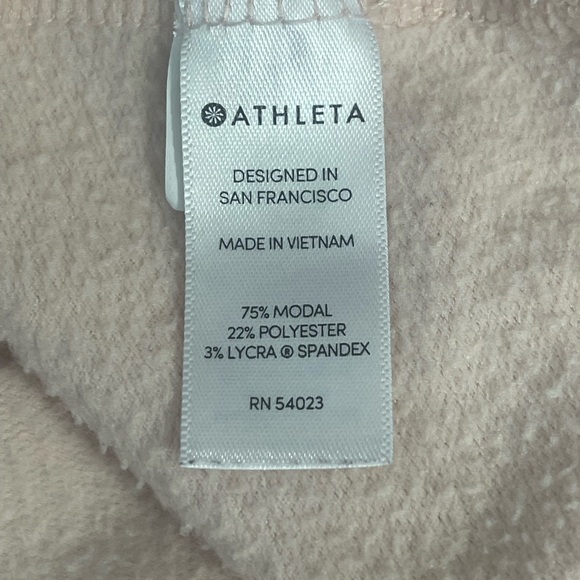 ATHLETA
DESIGNED IN
SAN FRANCISCO
MADE IN VIETNAM
75% MODAL
22% POLYESTER
3% LYCRA ® SPANDEX
RN 54023